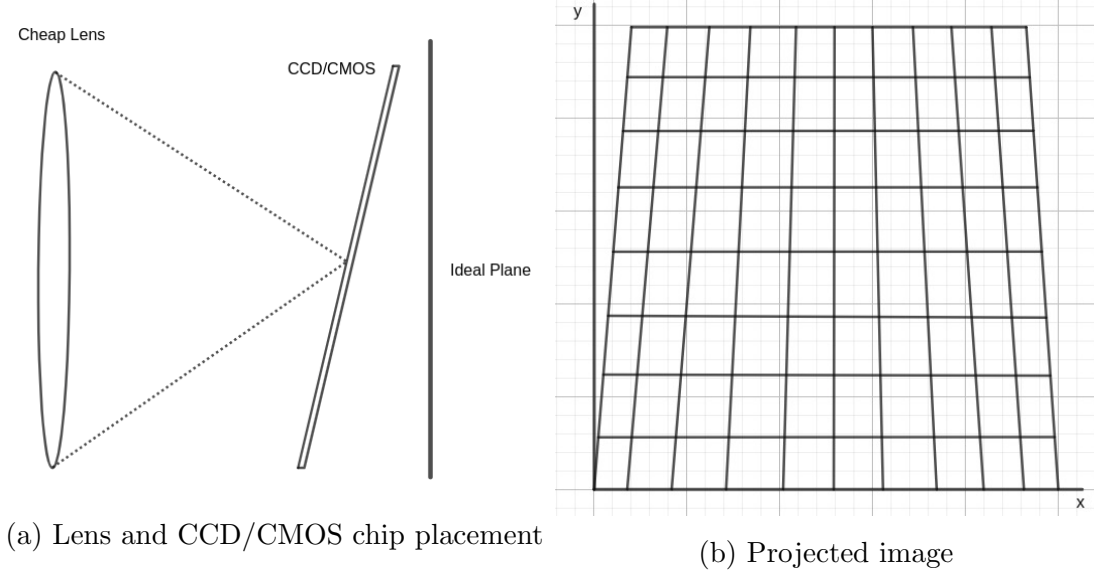 Cheap Lens
CCD/CMOS
Ideal Plane
(a) Lens and CCD/CMOS chip placement
y
x
(b) Projected image